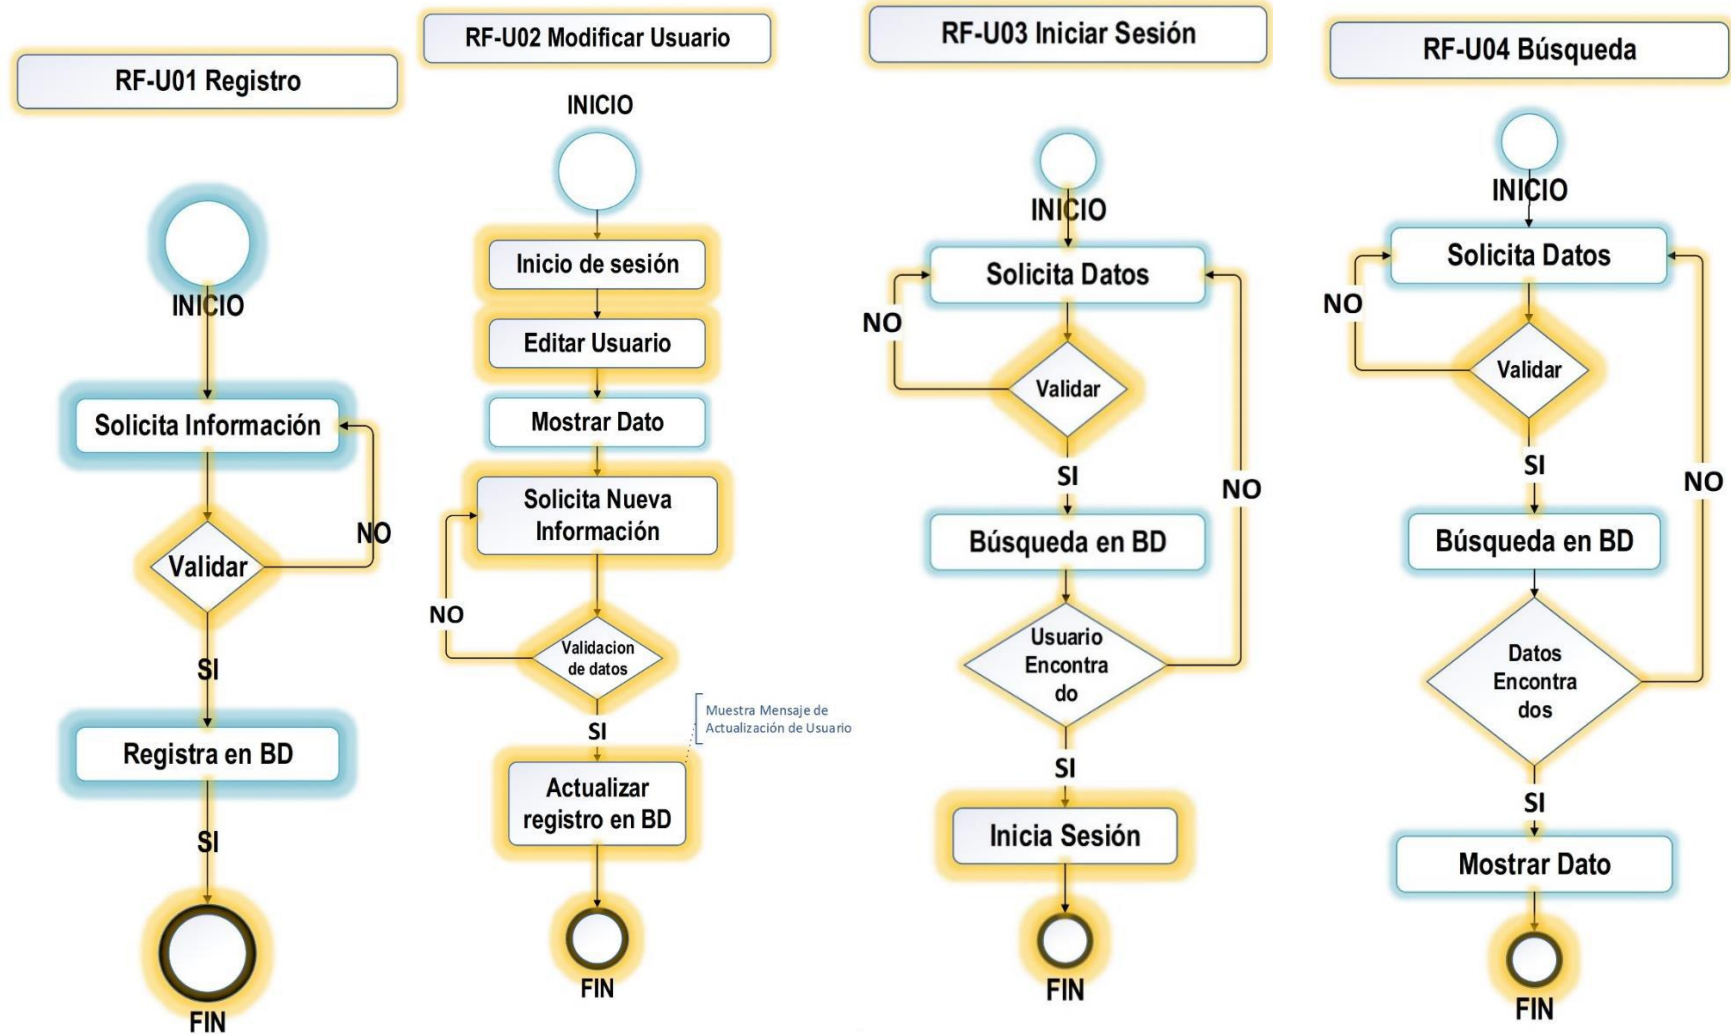 RF-U01 Registro
INICIO
Solicita Información
NO
Validar
SI
Registra en BD
SI
FIN
RF-U02 Modificar Usuario
INICIO
Inicio de sesión
Editar Usuario
Mostrar Dato
Solicita Nueva
Información
NO
Validacion
de datos
Muestra Mensaje de
Actualización de Usuario
SI
Actualizar
registro en BD
FIN
RF-U03 Iniciar Sesión
INICIO
Solicita Datos
NO
Validar
SI
NO
Búsqueda en BD
Usuario
Encontra
do
SI
Inicia Sesión
FIN
RF-U04 Búsqueda
INICIO
Solicita Datos
NO
Validar
SI
NO
Búsqueda en BD
Datos
Encontra
dos
SI
Mostrar Dato
FIN